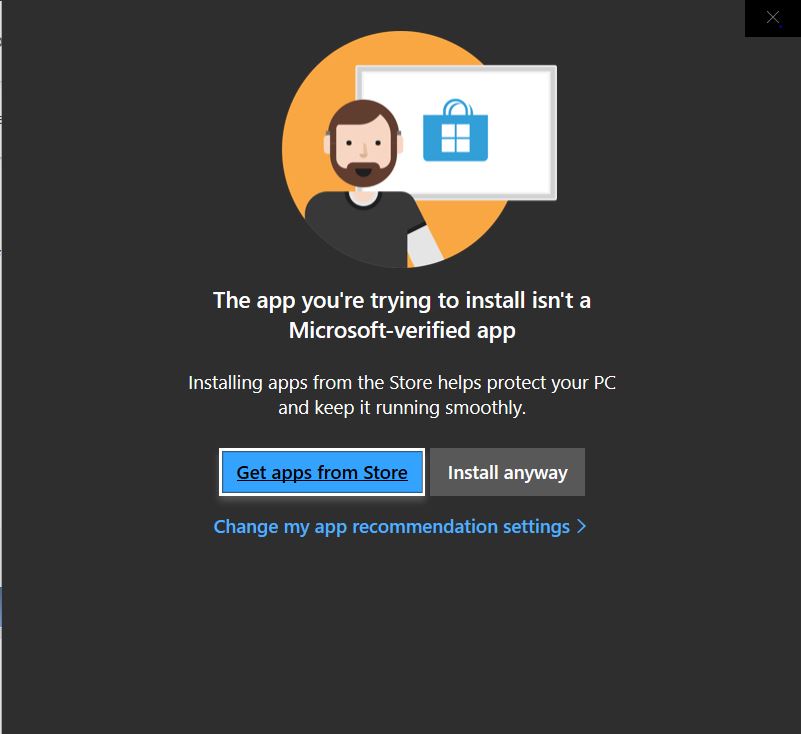 The app you're trying to install isn't a
Microsoft-verified app
Installing apps from the Store helps protect your PC
and keep it running smoothly.
Get apps from Store
Install anyway
Change my app recommendation settings